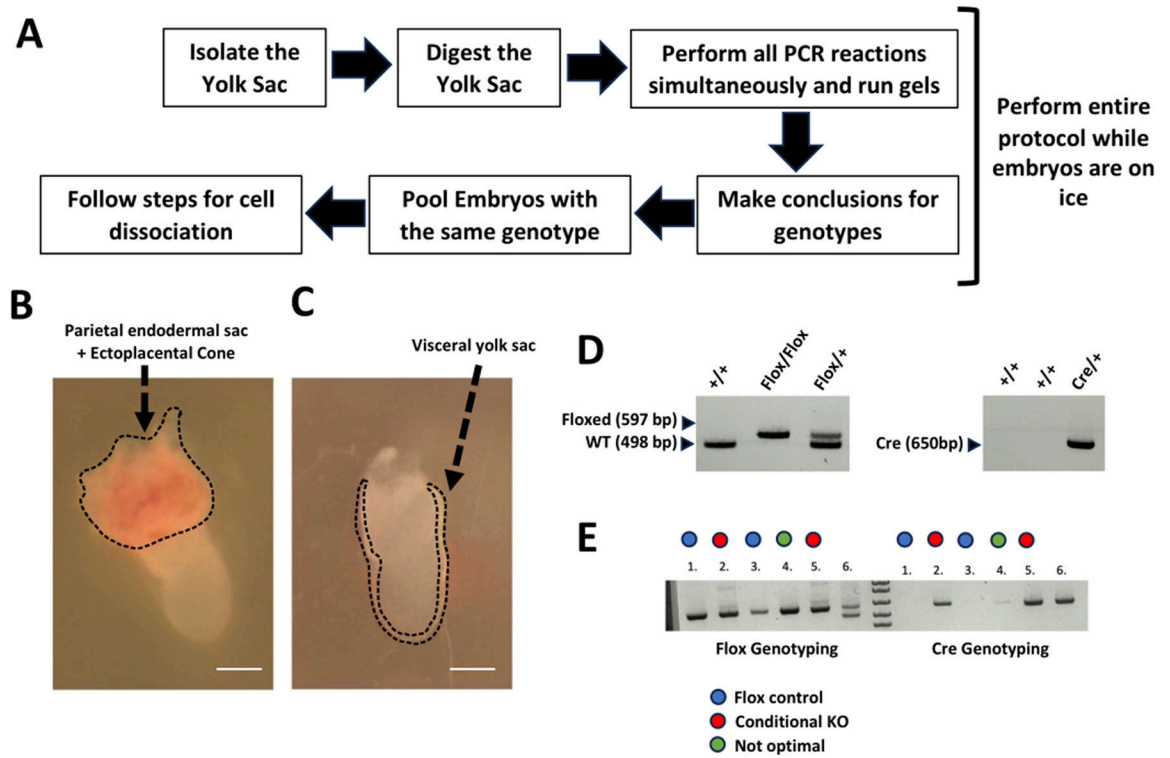 A
Isolate the
Yolk Sac
Digest the
Yolk Sac
Perform all PCR reactions
simultaneously and run gels
Perform entire
protocol while
embryos are on
ice
Follow steps for cell
dissociation
Pool Embryos with
the same genotype
Make conclusions for
genotypes
B
Parietal endodermal sac
+ Ectoplacental Cone
C
Visceral yolk sac
D
+/+
Flox/Flox
Flox/+
Floxed (597 bp)
WT (498 bp)
+/+
+/+
Cre/+
Cre (650bp)
E
1. 2. 3. 4. 5. 6.
1. 2. 3. 4. 5. 6.
Flox Genotyping
Cre Genotyping
Flox control
Conditional KO
Not optimal